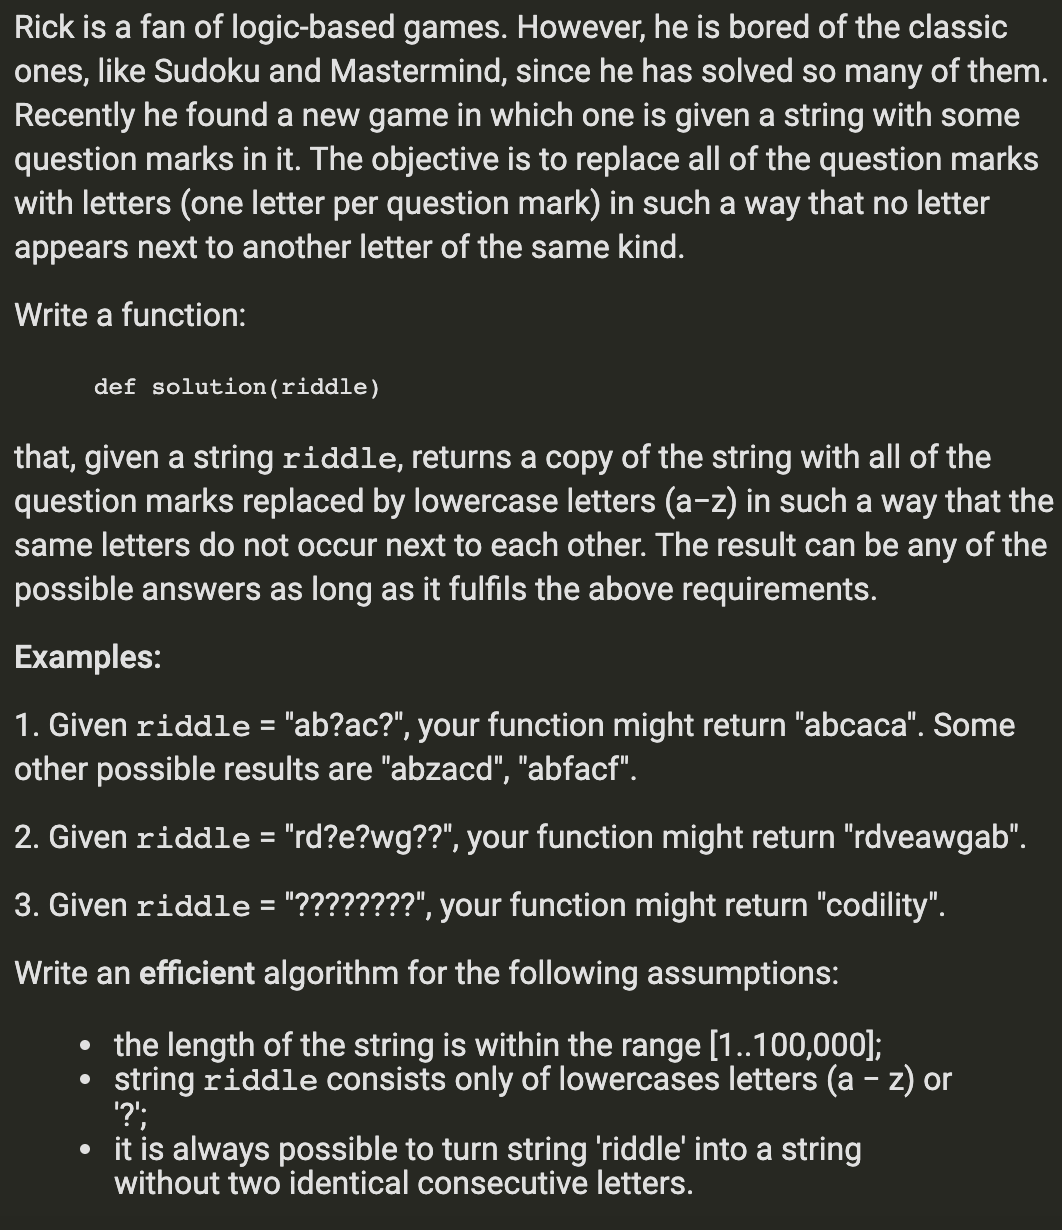 Rick is a fan of logic-based games. However, he is bored of the classic
ones, like Sudoku and Mastermind, since he has solved so many of them.
Recently he found a new game in which one is given a string with some
question marks in it. The objective is to replace all of the question marks
with letters (one letter per question mark) in such a way that no letter
appears next to another letter of the same kind.
Write a function:
def solution(riddle)
that, given a string riddle, returns a copy of the string with all of the
question marks replaced by lowercase letters (a−z) in such a way that the
same letters do not occur next to each other. The result can be any of the
possible answers as long as it fulfils the above requirements.
Examples:
1. Given riddle = "ab?ac?", your function might return "abcaca". Some
other possible results are "abzacd", "abfacf".
2. Given riddle = "rd?e?wg??", your function might return "rdveawgab".
3. Given riddle = "????????", your function might return "codility".
Write an efficient algorithm for the following assumptions:
• the length of the string is within the range [1..100,000];
• string riddle consists only of lowercases letters (a − z) or
'?';
• it is always possible to turn string 'riddle' into a string
without two identical consecutive letters.